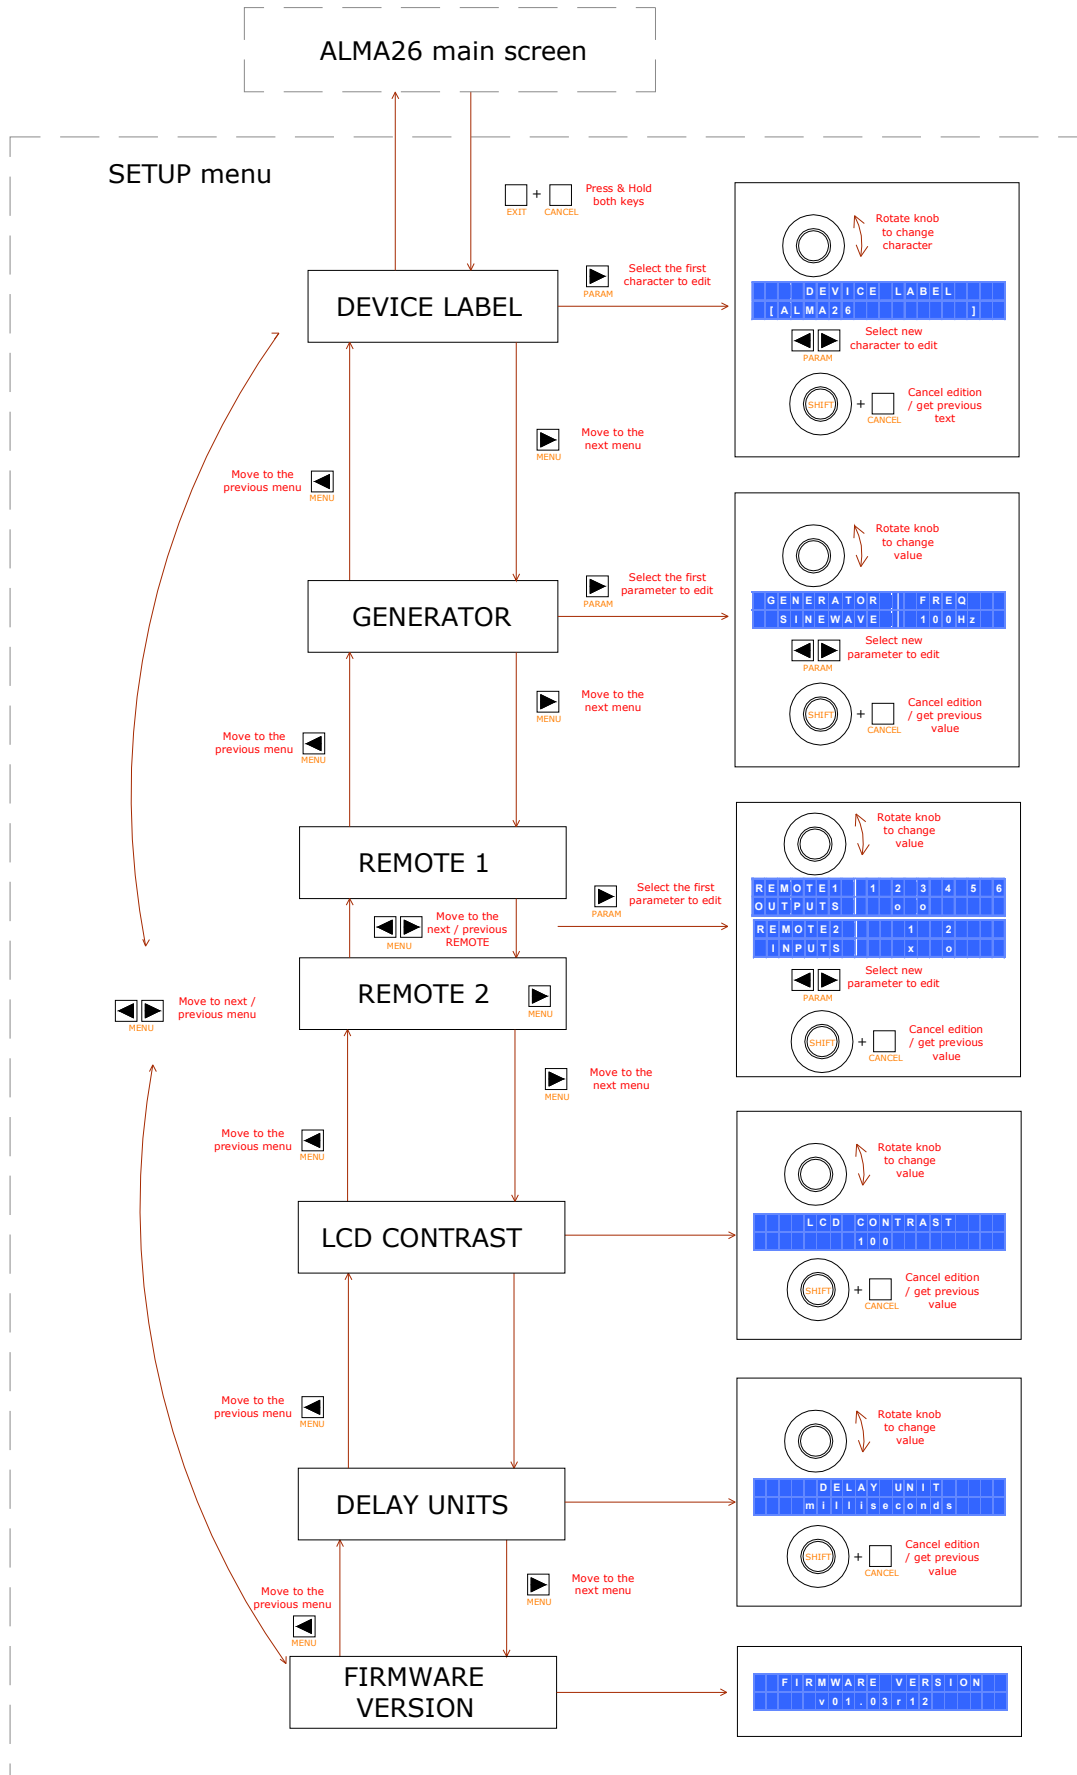 ALMA26 main screen
SETUP menu
EXIT
+
CANCEL
Press & Hold
both keys
DEVICE LABEL
PARAM
Select the first
character to edit
Rotate knob
to change
character
DEVICE LABEL
[ALMA26 ]
PARAM
Select new
character to edit
SHIFT
+
CANCEL
Cancel edition
/ get previous
text
MENU
Move to the
next menu
Move to the
previous menu
MENU
GENERATOR
PARAM
Select the first
parameter to edit
Rotate knob
to change
value
GENERATOR | FREQ
SINEWAVE | 100Hz
PARAM
Select new
parameter to edit
SHIFT
+
CANCEL
Cancel edition
/ get previous
value
MENU
Move to the
next menu
Move to the
previous menu
MENU
REMOTE 1
MENU
Move to the
next / previous
REMOTE
PARAM
Select the first
parameter to edit
Rotate knob
to change
value
REMOTE1 | 1 2 3 4 5 6
OUTPUTS | o o
REMOTE2 | 1 2
INPUTS | x o
PARAM
Select new
parameter to edit
SHIFT
+
CANCEL
Cancel edition
/ get previous
value
REMOTE 2
MENU
MENU
Move to next /
previous menu
MENU
Move to the
next menu
Move to the
previous menu
MENU
LCD CONTRAST
Rotate knob
to change
value
LCD CONTRAST
100
SHIFT
+
CANCEL
Cancel edition
/ get previous
value
Move to the
previous menu
MENU
DELAY UNITS
Rotate knob
to change
value
DELAY UNIT
milliseconds
SHIFT
+
CANCEL
Cancel edition
/ get previous
value
MENU
Move to the
next menu
Move to the
previous menu
MENU
FIRMWARE
VERSION
FIRMWARE VERSION
v01.03r12